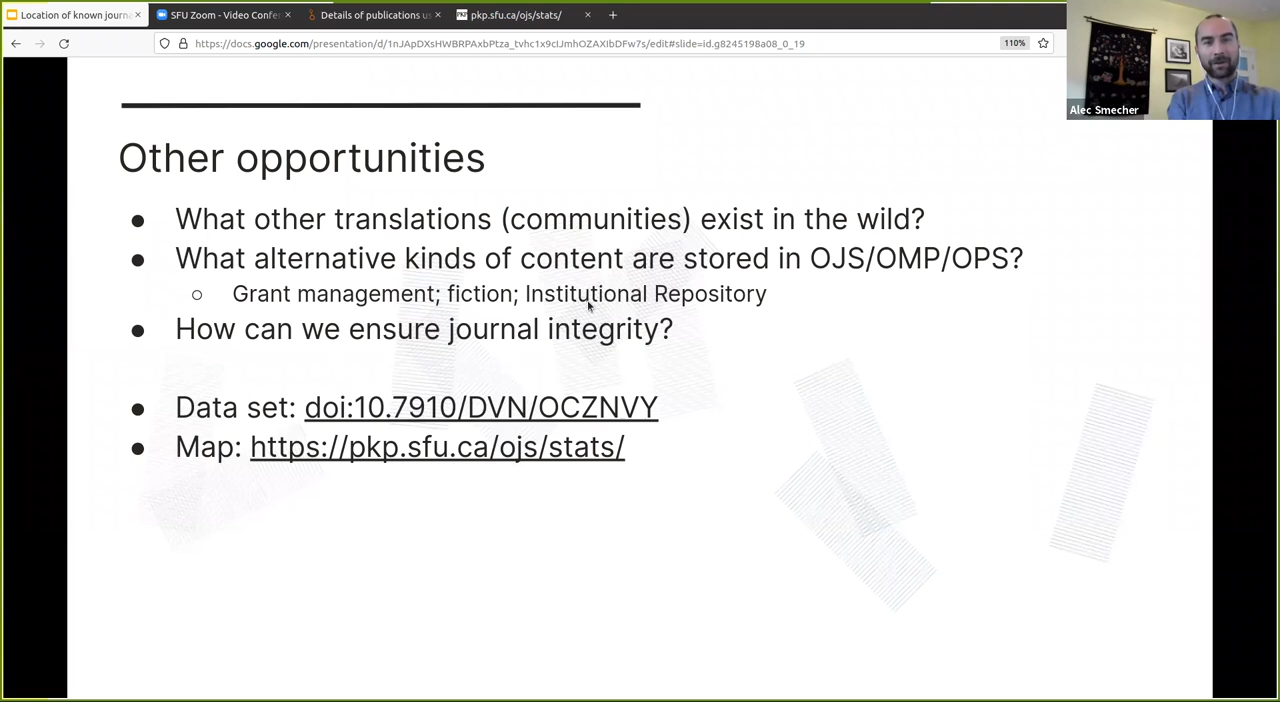 Location of known journ
SFU Zoom - Video Confe
Details of publications us
PKP pkp.sfu.ca/ojs/stats/
https://docs.google.com/presentation/d/1nJApDXsHWBRPAxbPtza_tvhc1x9cIJmhOZAXIbDFw7s/edit#slide=id.g8245198a08_0_19
110%
Alec Smecher
Other opportunities
● What other translations (communities) exist in the wild?
● What alternative kinds of content are stored in OJS/OMP/OPS?
○ Grant management; fiction; Institutional Repository
● How can we ensure journal integrity?
● Data set: doi:10.7910/DVN/OCZNVY
● Map: https://pkp.sfu.ca/ojs/stats/